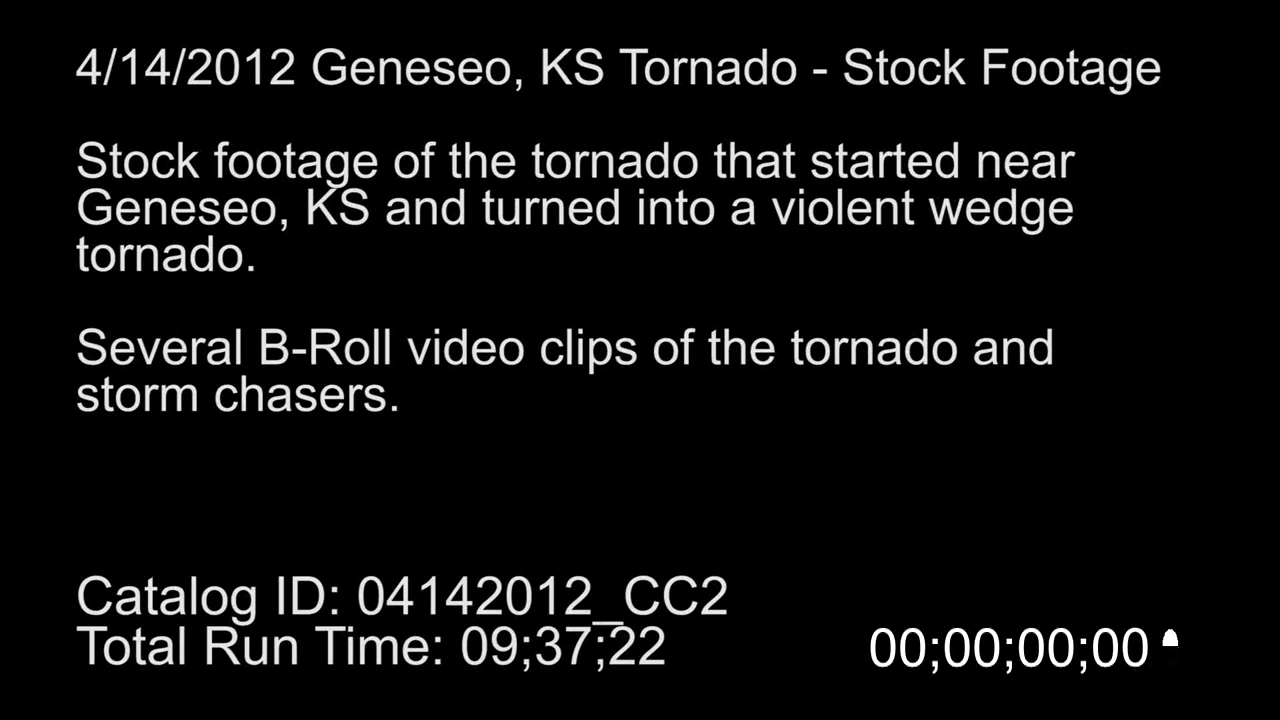 4/14/2012 Geneseo, KS Tornado - Stock Footage
Stock footage of the tornado that started near
Geneseo, KS and turned into a violent wedge
tornado.
Several B-Roll video clips of the tornado and
storm chasers.
Catalog ID: 04142012_CC2
Total Run Time: 09;37;22
00;00;00;00